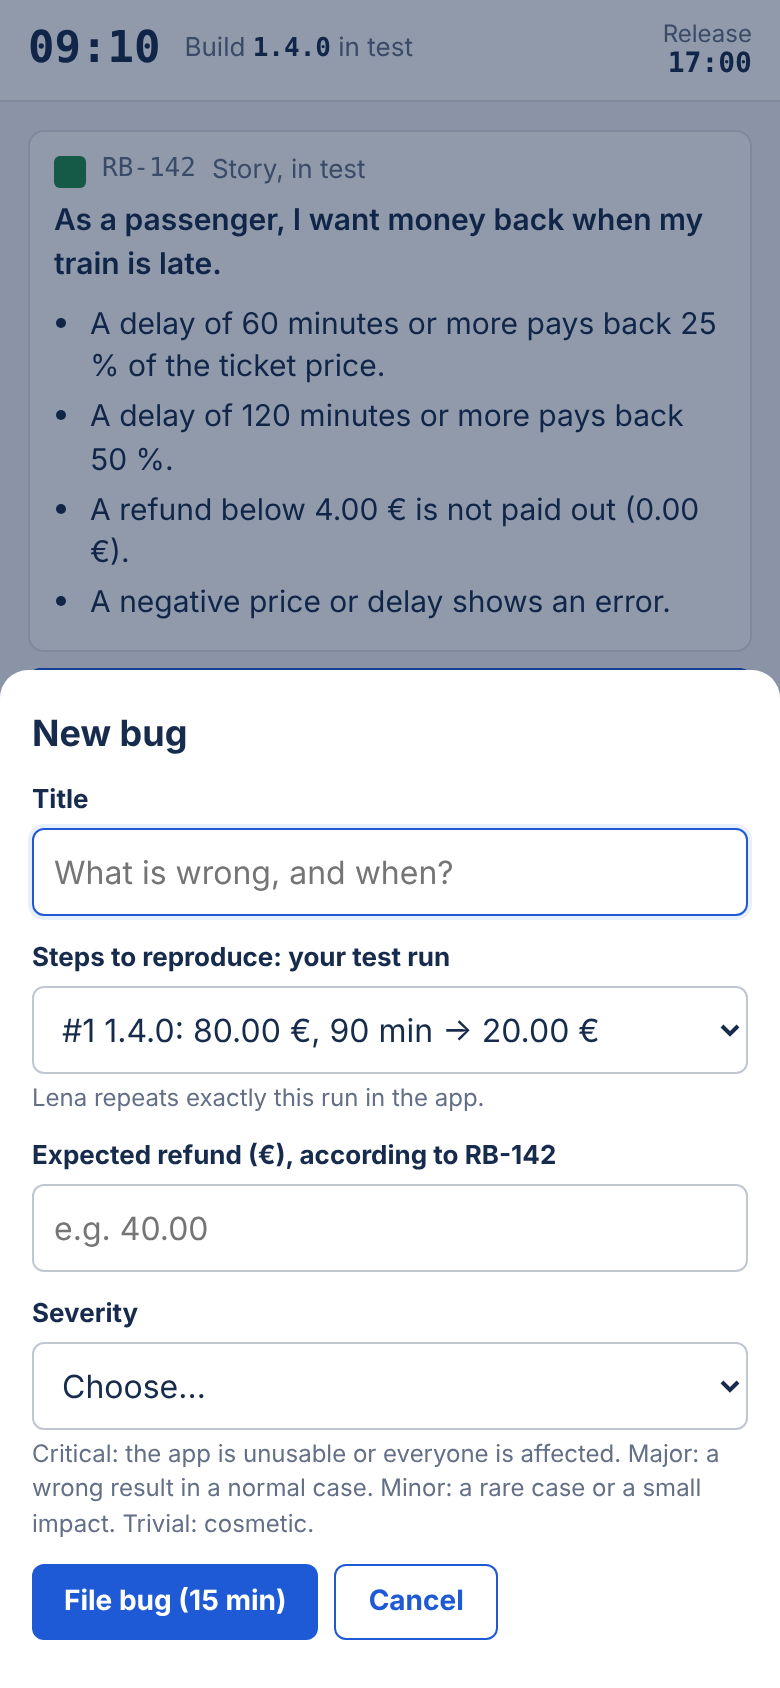 09:10 Build 1.4.0 in test
Release
17:00
RB-142 Story, in test
As a passenger, I want money back when my
train is late.
• A delay of 60 minutes or more pays back 25
% of the ticket price.
• A delay of 120 minutes or more pays back
50 %.
• A refund below 4.00 € is not paid out (0.00
€).
• A negative price or delay shows an error.
New bug
Title
What is wrong, and when?
Steps to reproduce: your test run
#1 1.4.0: 80.00 €, 90 min → 20.00 €
Lena repeats exactly this run in the app.
Expected refund (€), according to RB-142
e.g. 40.00
Severity
Choose...
Critical: the app is unusable or everyone is affected. Major: a
wrong result in a normal case. Minor: a rare case or a small
impact. Trivial: cosmetic.
File bug (15 min) Cancel